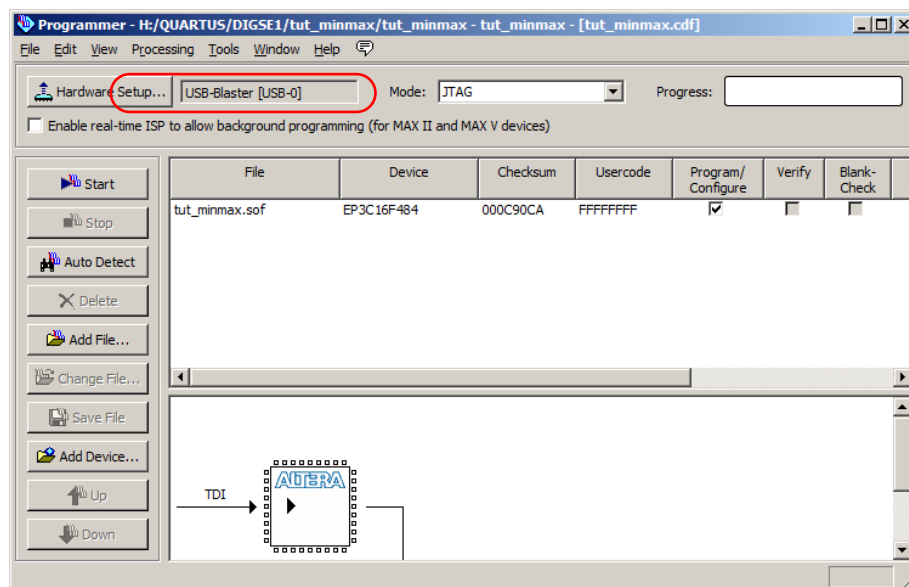 Programmer - H:/QUARTUS/DIGSE1/tut_minmax/tut_minmax - tut_minmax - [tut_minmax.cdf]
File Edit View Processing Tools Window Help
Hardware Setup... USB-Blaster [USB-0] Mode: JTAG Progress:
Enable real-time ISP to allow background programming (for MAX II and MAX V devices)
Start
Stop
Auto Detect
Delete
Add File...
Change File...
Save File
Add Device...
Up
Down
File Device Checksum Usercode Program/ Verify Blank-
Configure Check
tut_minmax.sof EP3C16F484 000C90CA FFFFFFFF
ALTERA
TDI